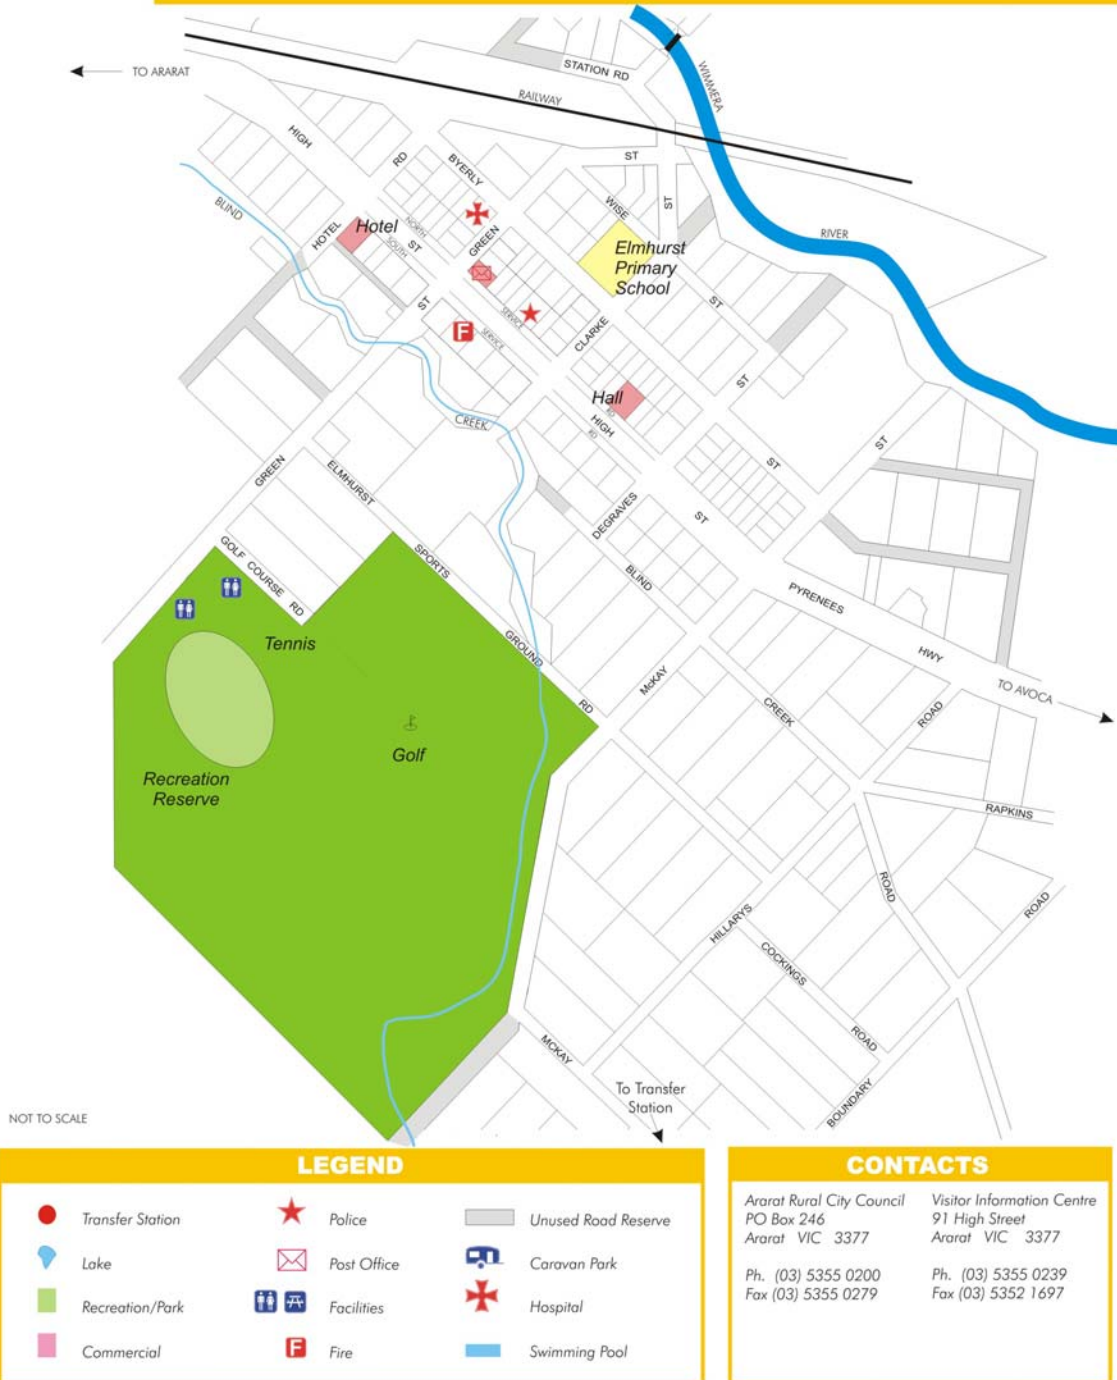 STATION RD
WIMMERA
TO ARARAT
RAILWAY
HIGH
RD
BYERLY
ST
WISE
ST
BLIND
HOTEL
Hotel
NORTH
SOUTH
ST
GREEN
RIVER
Elmhurst
Primary
School
ST
ST
SERVICE
SERVICE
F
CLARKE
ST
Hall
RD
HIGH
RD
CREEK
ST
ST
GREEN
ELMHURST
DEGRAVES
ST
GOLF COURSE RD
SPORTS
BLIND
PYRENEES
HWY
Tennis
GROUND
McKAY
TO AVOCA
RD
CREEK
ROAD
Golf
Recreation
Reserve
RAPKINS
ROAD
ROAD
HILLARYS
COCKINGS
ROAD
MCKAY
BOUNDARY
To Transfer
Station
NOT TO SCALE
LEGEND
Transfer Station
Police
Unused Road Reserve
Lake
Post Office
Caravan Park
Recreation/Park
Facilities
Hospital
Commercial
F
Fire
Swimming Pool
CONTACTS
Ararat Rural City Council
PO Box 246
Ararat VIC 3377
Ph. (03) 5355 0200
Fax (03) 5355 0279
Visitor Information Centre
91 High Street
Ararat VIC 3377
Ph. (03) 5355 0239
Fax (03) 5352 1697